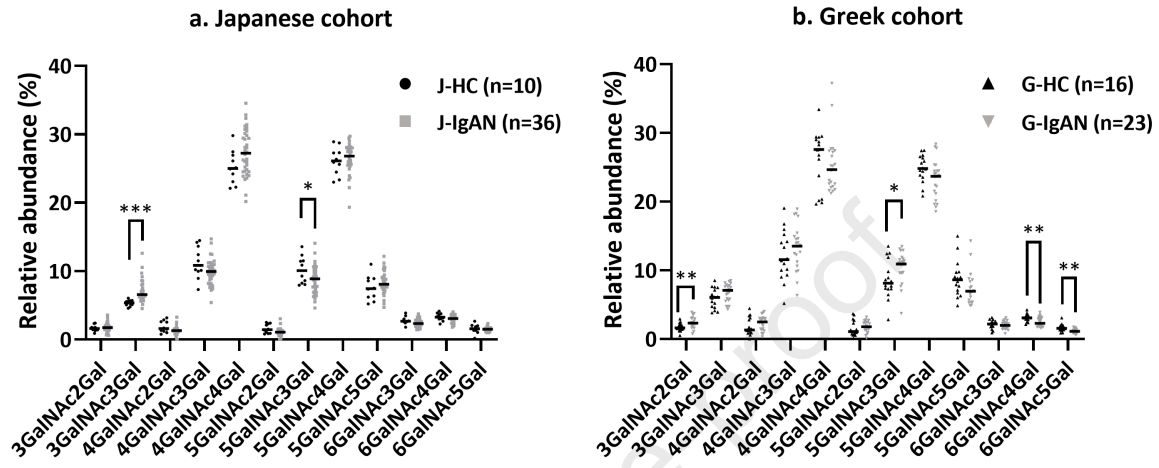 a. Japanese cohort
Relative abundance (%)
40
30
20
10
0
J-HC (n=10)
J-IgAN (n=36)
***
*
3GalNAc2Gal
3GalNAc3Gal
4GalNAc2Gal
4GalNAc3Gal
4GalNAc4Gal
5GalNAc2Gal
5GalNAc3Gal
5GalNAc4Gal
5GalNAc5Gal
6GalNAc3Gal
6GalNAc4Gal
6GalNAc5Gal
b. Greek cohort
Relative abundance (%)
40
30
20
10
0
G-HC (n=16)
G-IgAN (n=23)
**
*
**
**
3GalNAc2Gal
3GalNAc3Gal
4GalNAc2Gal
4GalNAc3Gal
4GalNAc4Gal
5GalNAc2Gal
5GalNAc3Gal
5GalNAc4Gal
5GalNAc5Gal
6GalNAc3Gal
6GalNAc4Gal
6GalNAc5Gal